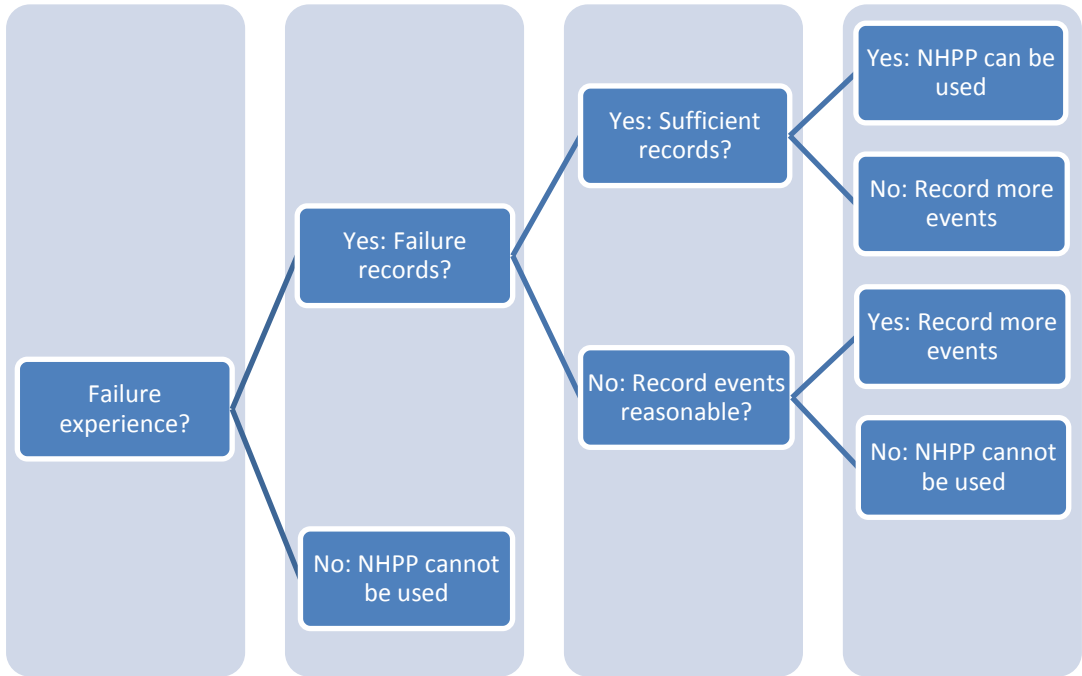 Failure
experience?
Yes: Failure
records?
No: NHPP cannot
be used
Yes: Sufficient
records?
No: Record events
reasonable?
Yes: NHPP can be
used
No: Record more
events
Yes: Record more
events
No: NHPP cannot
be used